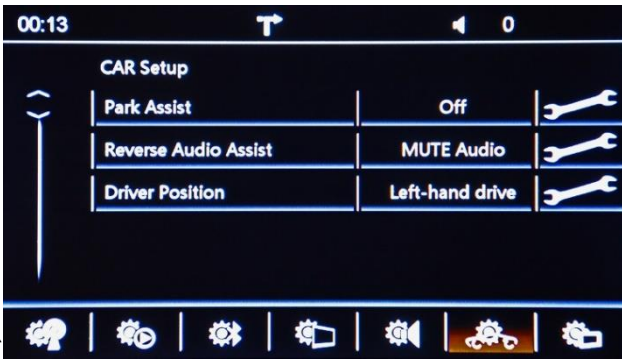 00:13 0
CAR Setup
Park Assist Off
Reverse Audio Assist MUTE Audio
Driver Position Left-hand drive